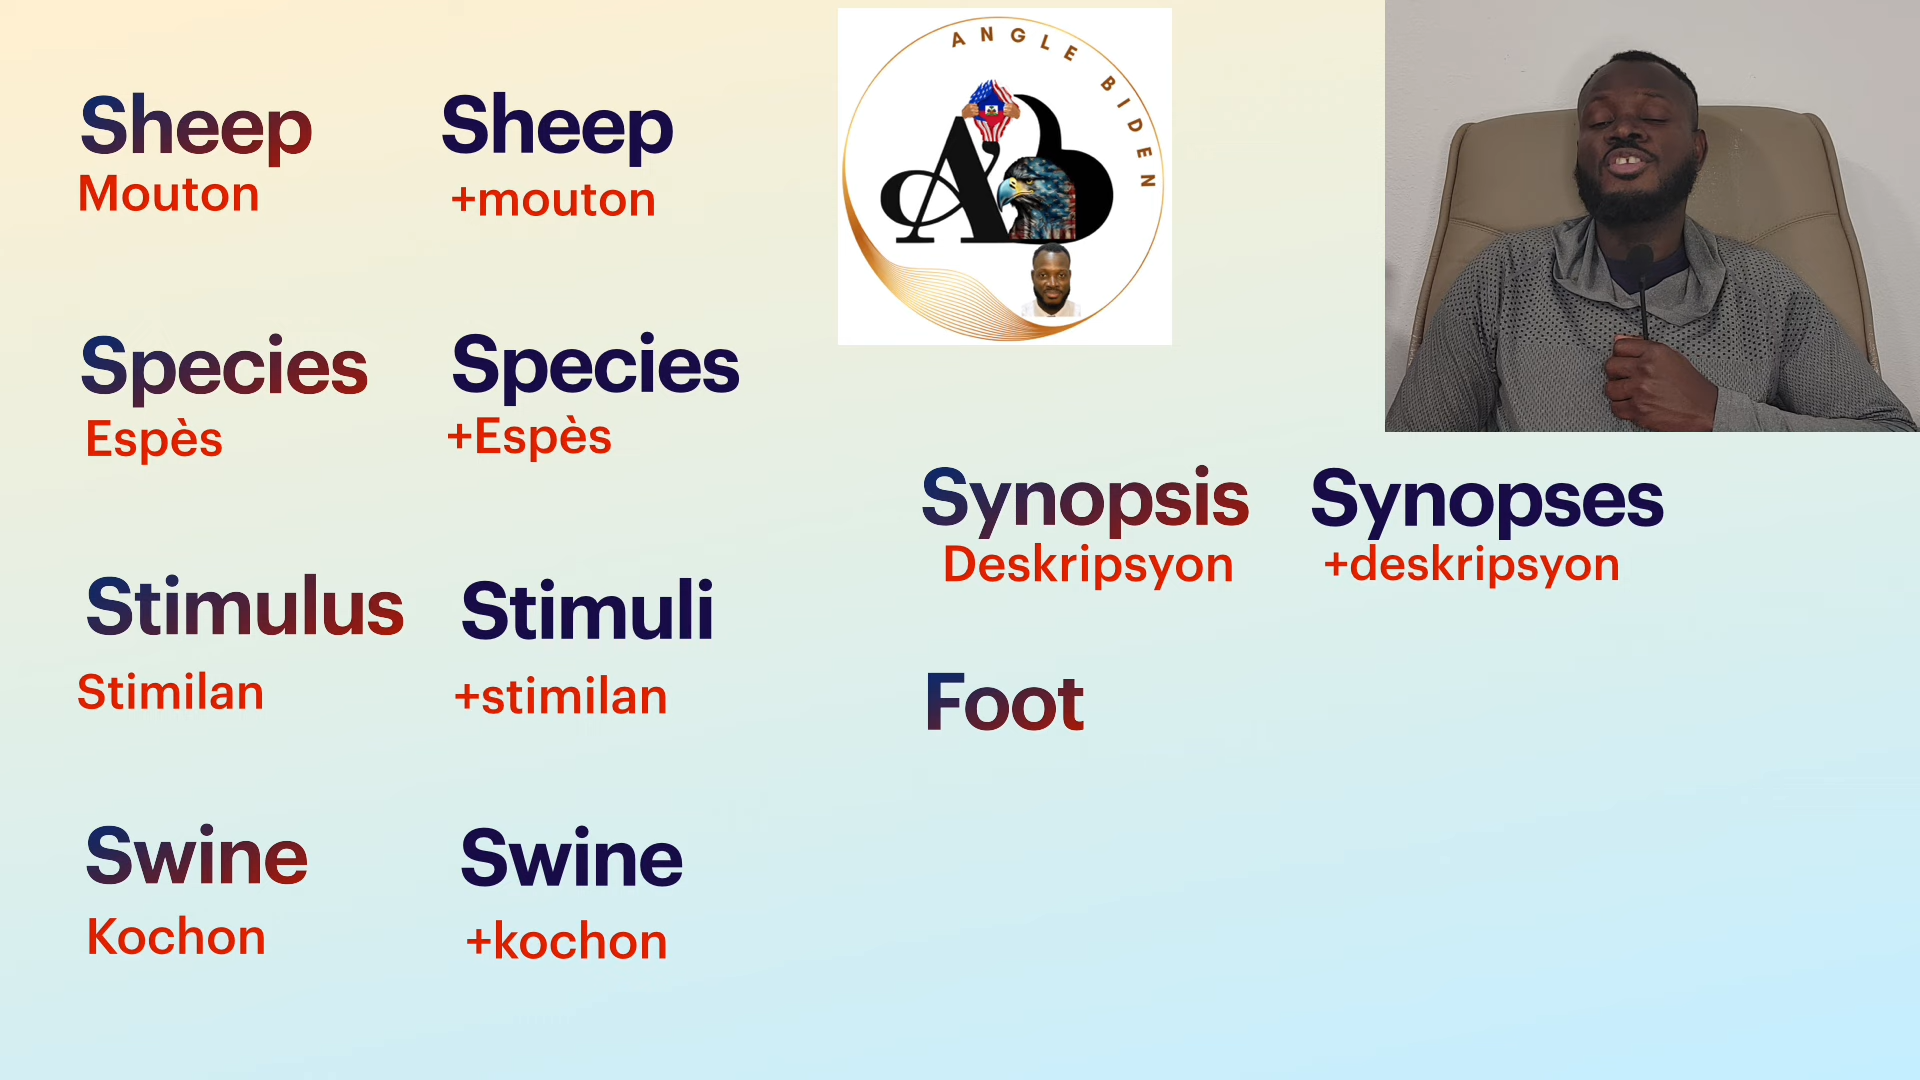 ANGLE BIDEN
AB
Sheep Sheep
Mouton +mouton
Species Species
Espès +Espès
Stimulus Stimuli
Stimilan +stimilan
Swine Swine
Kochon +kochon
Synopsis Synopses
Deskripsyon +deskripsyon
Foot